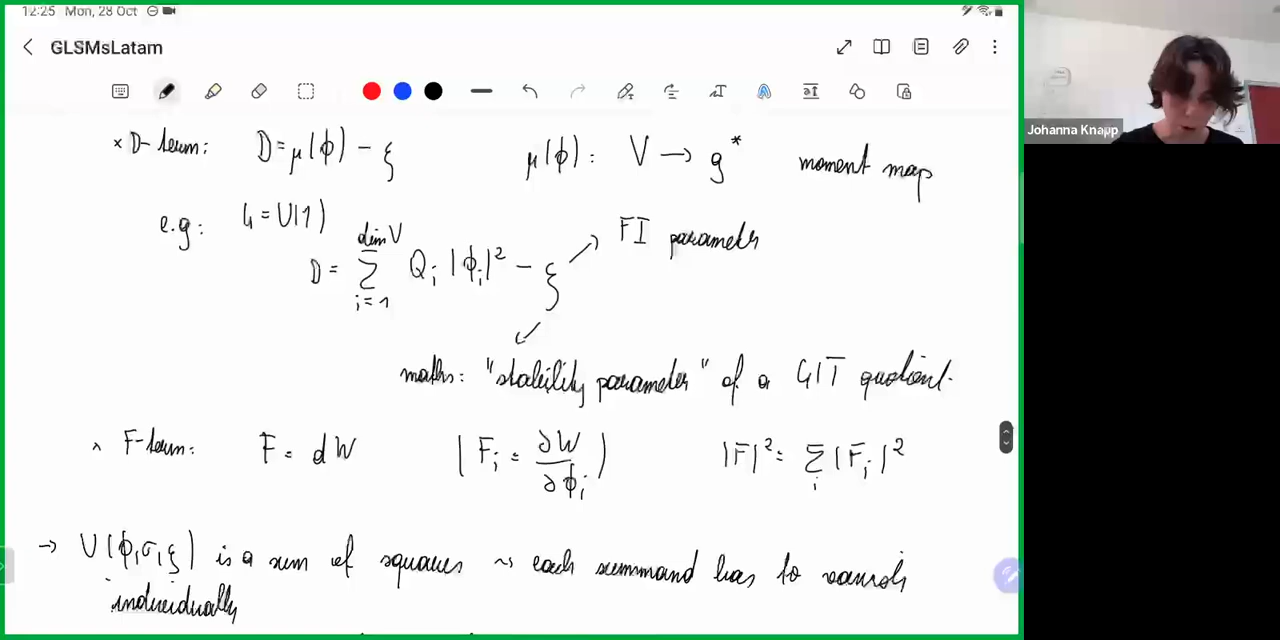 12:25 Mon, 28 Oct
GLSMsLatam
Johanna Knapp
× D-term: D = μ(ϕ) - ξ μ(ϕ): V → g* moment map
e.g: G = U(1)
D = ∑_{i=1}^{dim V} Q_i |ϕ_i|² - ξ → FI parameter
maths: "stability parameter" of a GIT quotient.
× F-term: F = dW (F_i = ∂W/∂ϕ_i) |F|² = ∑_i |F_i|²
→ U(ϕ, σ, ξ) is a sum of squares ⇝ each summand has to vanish
individually